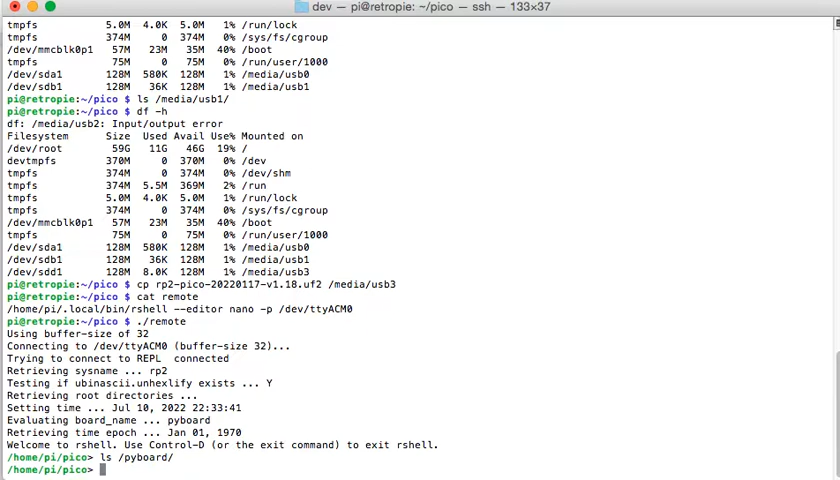 dev — pi@retropie: ~/pico — ssh — 133×37
tmpfs 5.0M 4.0K 5.0M 1% /run/lock
tmpfs 374M 0 374M 0% /sys/fs/cgroup
/dev/mmcblk0p1 57M 23M 35M 40% /boot
tmpfs 75M 0 75M 0% /run/user/1000
/dev/sda1 128M 580K 128M 1% /media/usb0
/dev/sdb1 128M 36K 128M 1% /media/usb1
pi@retropie:~/pico $ ls /media/usb1/
pi@retropie:~/pico $ df -h
df: /media/usb2: Input/output error
Filesystem Size Used Avail Use% Mounted on
/dev/root 59G 11G 46G 19% /
devtmpfs 370M 0 370M 0% /dev
tmpfs 374M 0 374M 0% /dev/shm
tmpfs 374M 5.5M 369M 2% /run
tmpfs 5.0M 4.0K 5.0M 1% /run/lock
tmpfs 374M 0 374M 0% /sys/fs/cgroup
/dev/mmcblk0p1 57M 23M 35M 40% /boot
tmpfs 75M 0 75M 0% /run/user/1000
/dev/sda1 128M 580K 128M 1% /media/usb0
/dev/sdb1 128M 36K 128M 1% /media/usb1
/dev/sdd1 128M 8.0K 128M 1% /media/usb3
pi@retropie:~/pico $ cp rp2-pico-20220117-v1.18.uf2 /media/usb3
pi@retropie:~/pico $ cat remote
/home/pi/.local/bin/rshell --editor nano -p /dev/ttyACM0
pi@retropie:~/pico $ ./remote
Using buffer-size of 32
Connecting to /dev/ttyACM0 (buffer-size 32)...
Trying to connect to REPL connected
Retrieving sysname ... rp2
Testing if ubinascii.unhexlify exists ... Y
Retrieving root directories ...
Setting time ... Jul 10, 2022 22:33:41
Evaluating board_name ... pyboard
Retrieving time epoch ... Jan 01, 1970
Welcome to rshell. Use Control-D (or the exit command) to exit rshell.
/home/pi/pico> ls /pyboard/
/home/pi/pico>